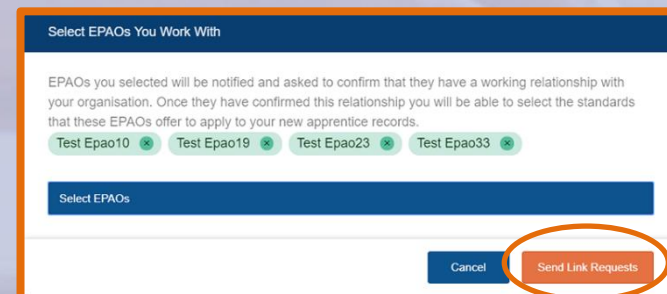 Select EPAOs You Work With
EPAOs you selected will be notified and asked to confirm that they have a working relationship with
your organisation. Once they have confirmed this relationship you will be able to select the standards
that these EPAOs offer to apply to your new apprentice records.
Test Epao10 Test Epao19 Test Epao23 Test Epao33
Select EPAOs
Cancel Send Link Requests